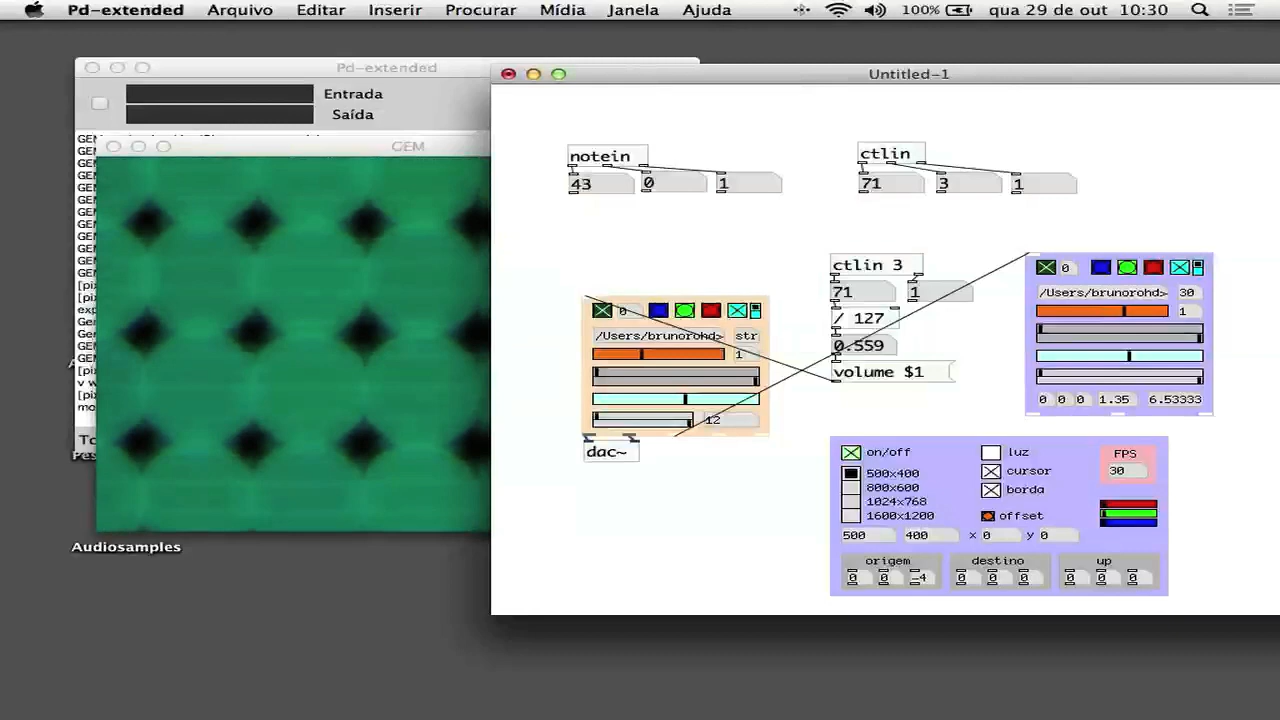 Pd-extended Arquivo Editar Inserir Procurar Mídia Janela Ajuda 100% qua 29 de out 10:30
Pd-extended
Entrada
Saída
GEM
Untitled-1
notein
43 0 1
ctlin
71 3 1
ctlin 3
71 1
/ 127
0.559
volume $1
0
/Users/brunorohd> str
1
12
dac~
0
/Users/brunorohd> 30
1
0 0 0 1.35 6.53333
on/off
500x400
800x600
1024x768
1600x1200
luz
cursor
borda
offset
FPS
30
500 400 x 0 y 0
origem destino up
0 0 -4 0 0 0 0 0 0
Audiosamples